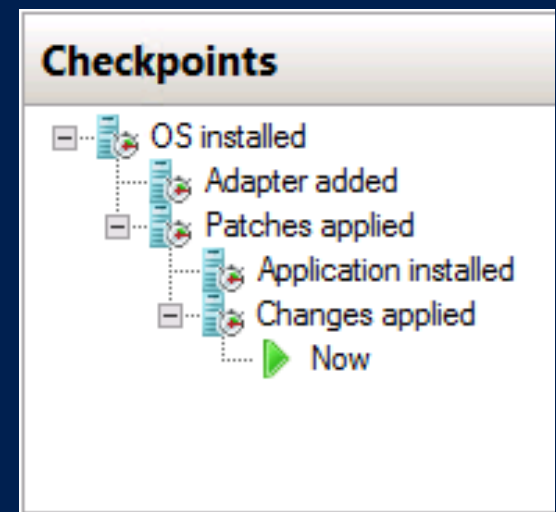 Checkpoints
OS installed
Adapter added
Patches applied
Application installed
Changes applied
Now